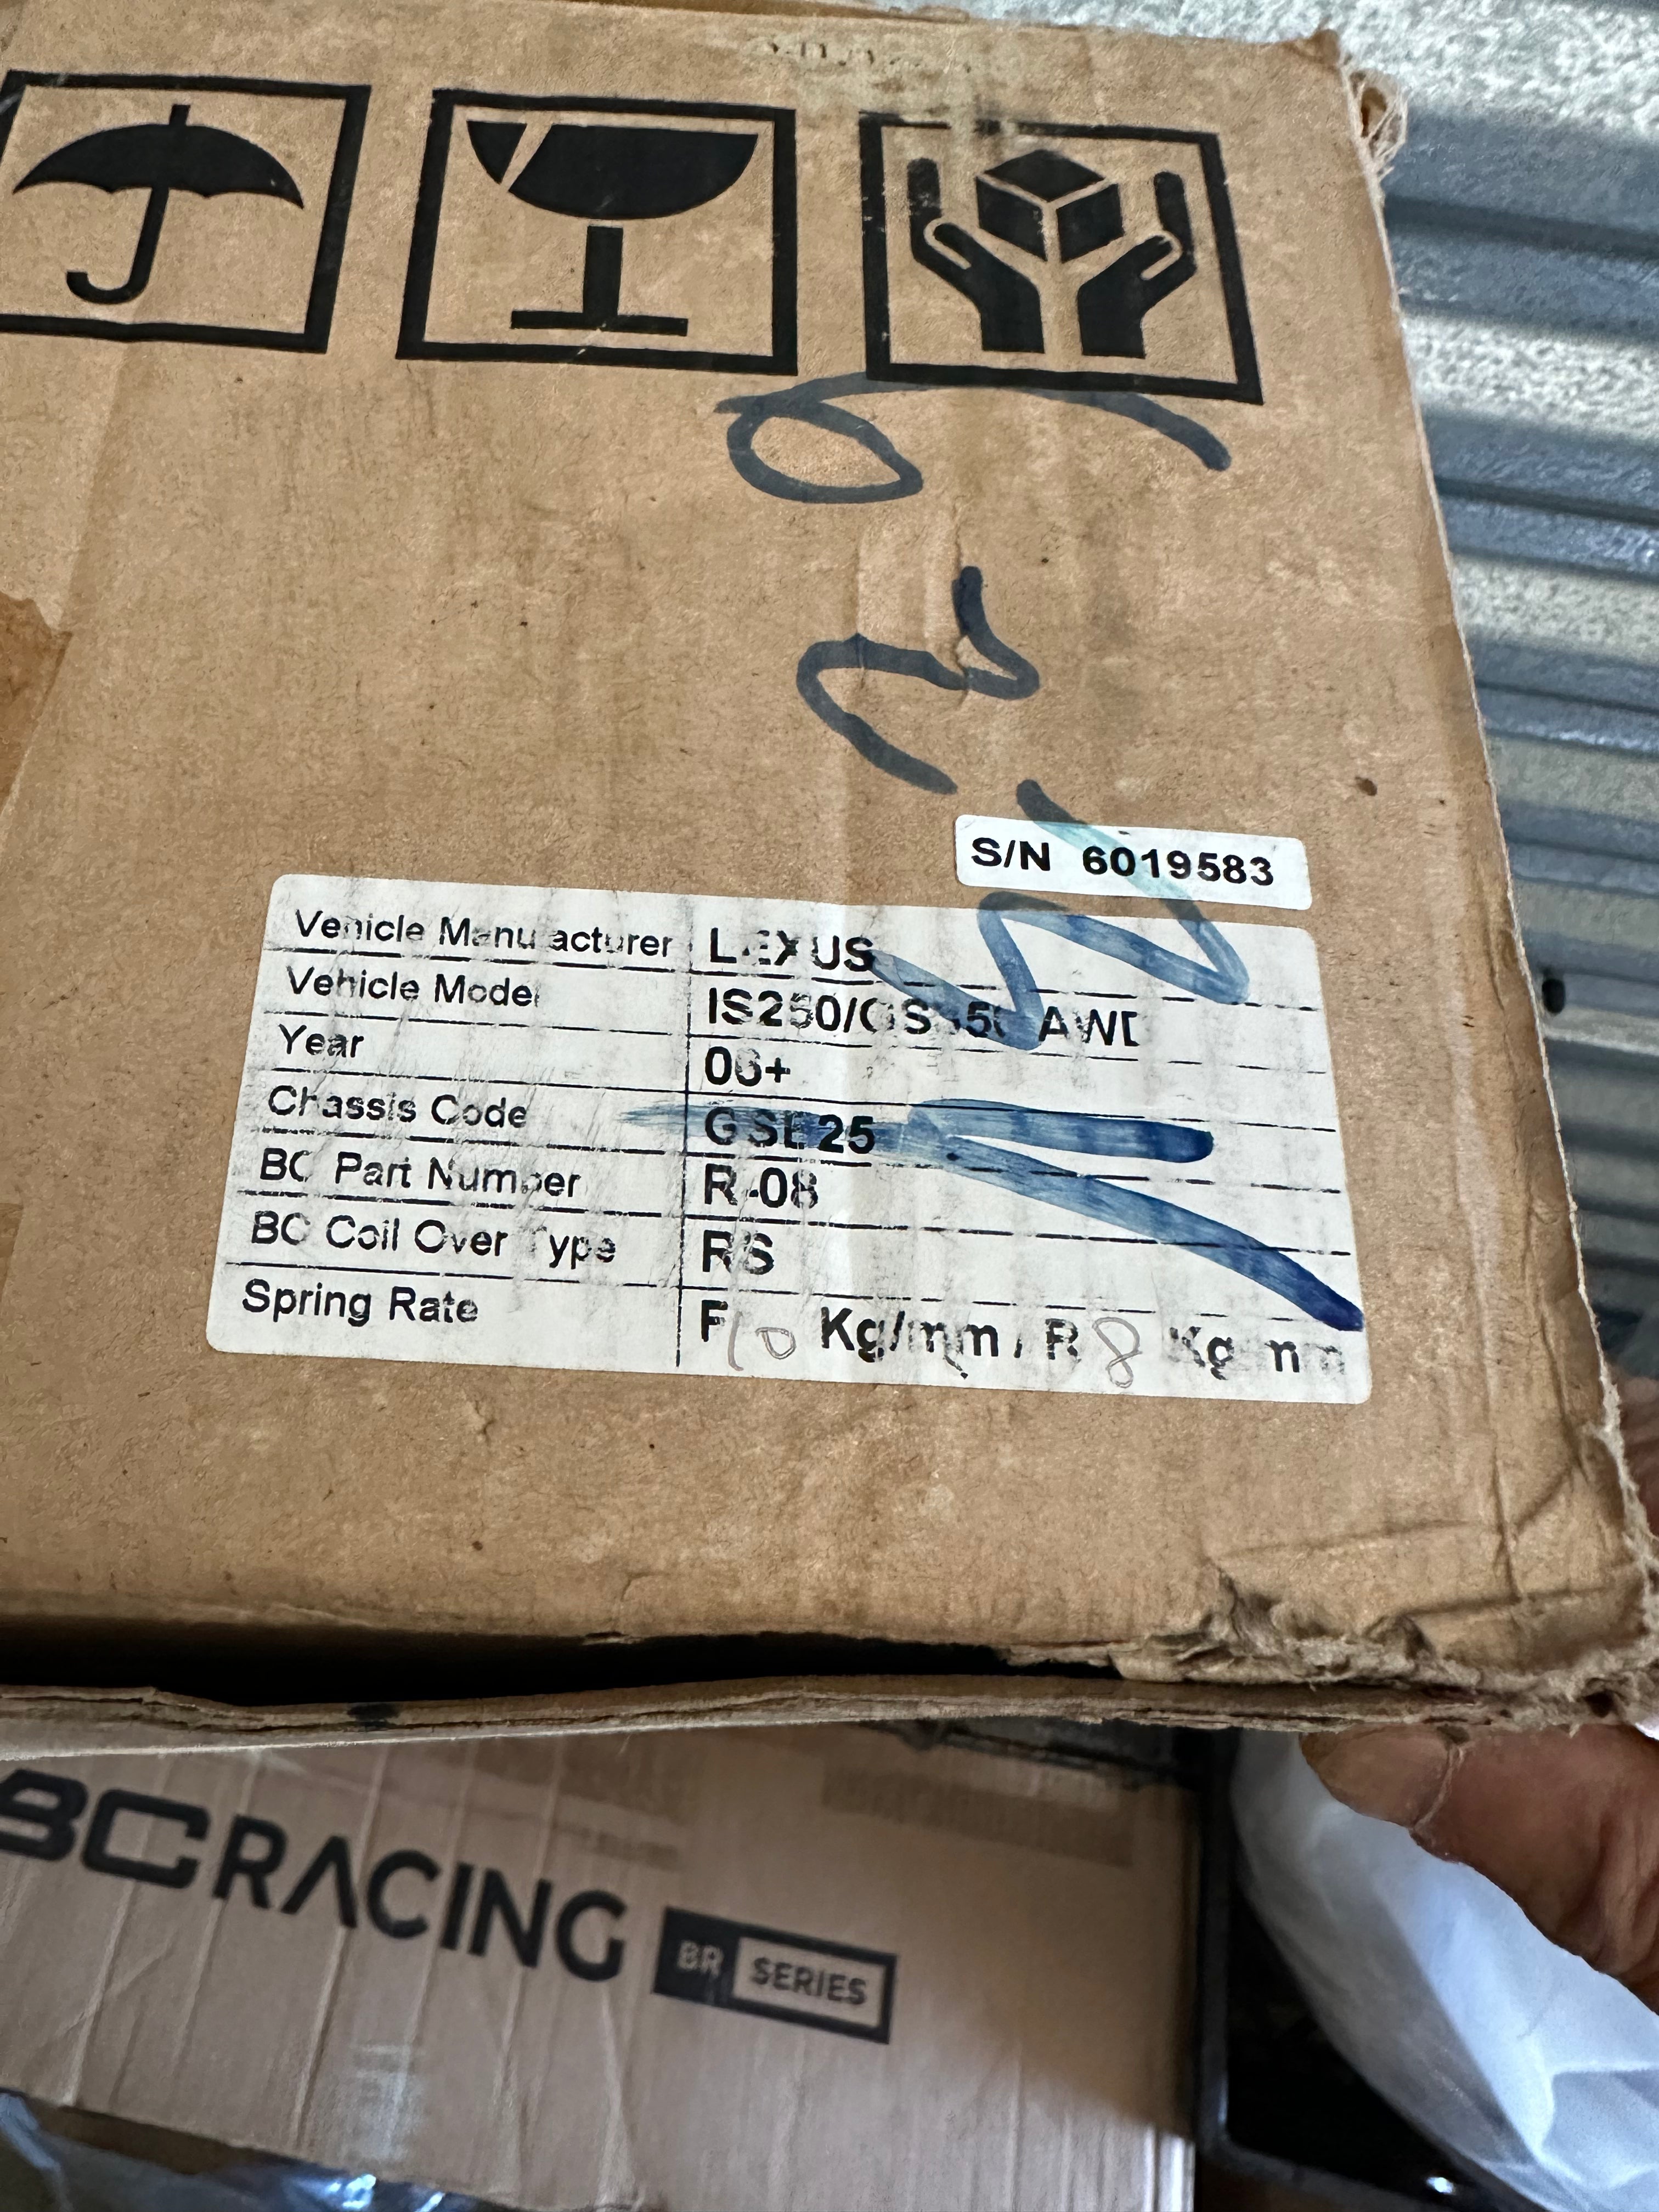 S/N 6019583
Vehicle Manufacturer LEXUS
Vehicle Model IS250/GS350 AWD
Year 06+
Chassis Code GSE25
BC Part Number R-08
BC Coil Over Type RS
Spring Rate F 10 Kg/mm / R 8 Kg/mm
BC RACING BR SERIES